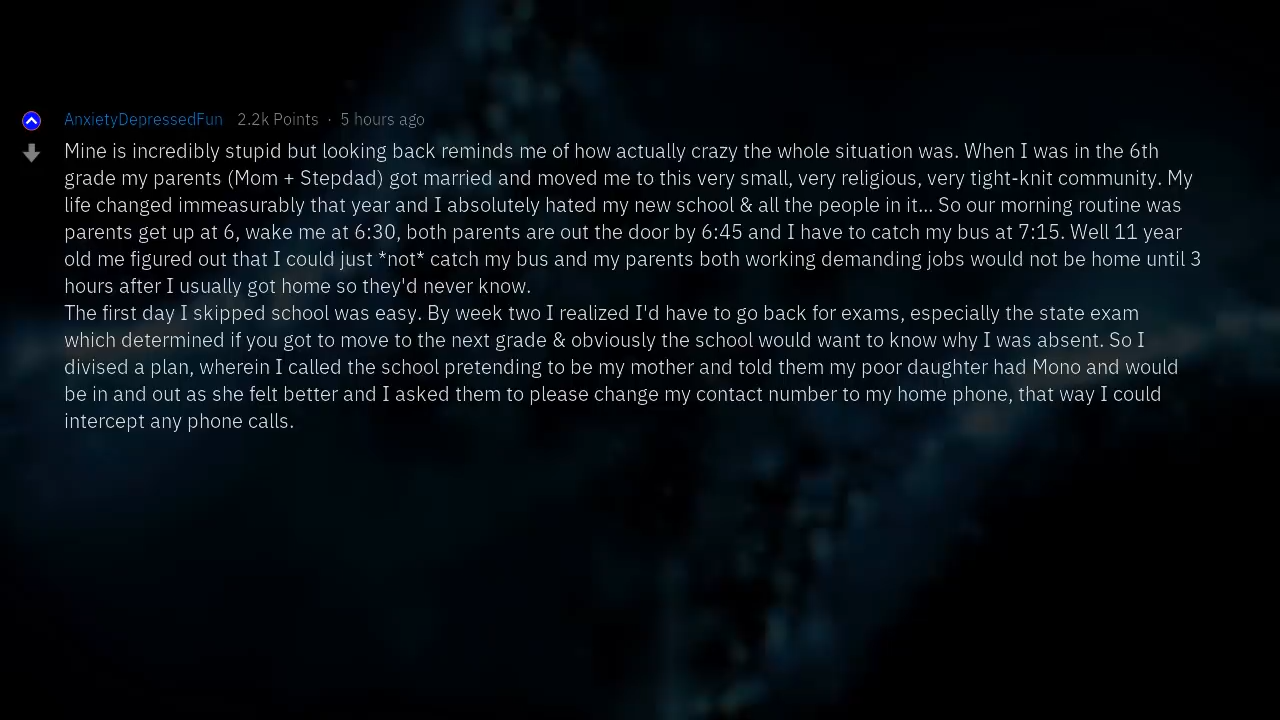 AnxietyDepressedFun 2.2k Points · 5 hours ago
Mine is incredibly stupid but looking back reminds me of how actually crazy the whole situation was. When I was in the 6th
grade my parents (Mom + Stepdad) got married and moved me to this very small, very religious, very tight-knit community. My
life changed immeasurably that year and I absolutely hated my new school & all the people in it... So our morning routine was
parents get up at 6, wake me at 6:30, both parents are out the door by 6:45 and I have to catch my bus at 7:15. Well 11 year
old me figured out that I could just *not* catch my bus and my parents both working demanding jobs would not be home until 3
hours after I usually got home so they'd never know.
The first day I skipped school was easy. By week two I realized I'd have to go back for exams, especially the state exam
which determined if you got to move to the next grade & obviously the school would want to know why I was absent. So I
divised a plan, wherein I called the school pretending to be my mother and told them my poor daughter had Mono and would
be in and out as she felt better and I asked them to please change my contact number to my home phone, that way I could
intercept any phone calls.